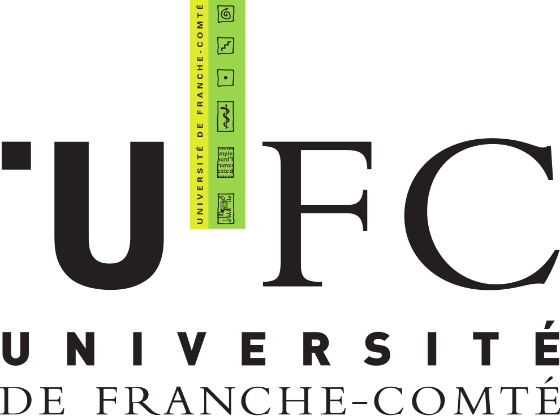 UNIVERSITÉ DE FRANCHE-COMTÉ
UFC
UNIVERSITÉ
DE FRANCHE-COMTÉ